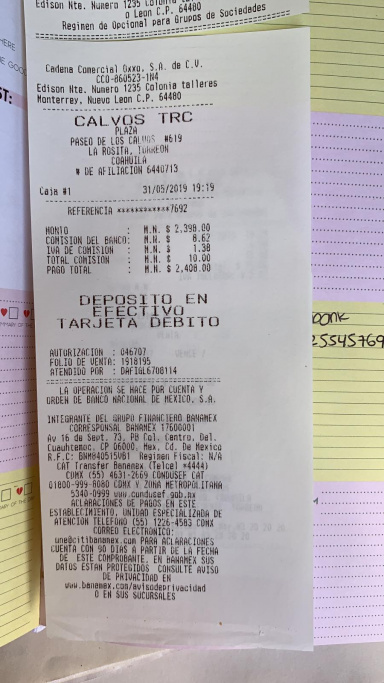 Edison Nte. Numero 1235 Colonia
o Leon C.P. 64480
Regimen de Opcional para Grupos de Sociedades
Cadena Comercial Oxxo, S.A. de C.V.
CCO-860523-1N4
Edison Nte. Numero 1235 Colonia talleres
Monterrey, Nuevo Leon C.P. 64480
CALVOS TRC
PLAZA
PASEO DE LOS CALVOS #619
LA ROSITA, TORREON
COAHUILA
# DE AFILIACION 6440713
Caja #1 31/05/2019 19:19
REFERENCIA ************7692
MONTO : M.N. $ 2,398.00
COMISION DEL BANCO: M.N. $ 8.62
IVA DE COMISION : M.N. $ 1.38
TOTAL COMISION : M.N. $ 10.00
PAGO TOTAL : M.N. $ 2,408.00
DEPOSITO EN
EFECTIVO
TARJETA DEBITO
AUTORIZACION : 046707
FOLIO DE VENTA: 1918195
ATENDIDO POR : DAFIGL6708114
LA OPERACION SE HACE POR CUENTA Y
ORDEN DE BANCO NACIONAL DE MEXICO, S.A.
INTEGRANTE DEL GRUPO FINANCIERO BANAMEX
CORRESPONSAL BANAMEX 17600001
Av 16 de Sept. 73, PB Col. Centro, Del.
Cuauhtemoc, CP 06000, Mex, Cd. De Mexico
R.F.C: BNM840515VB1 Regimen Fiscal: N/A
CAT Transfer Banamex (Telcel *4444)
CDMX (55) 4631-2669 CONDUSEF CAT
01800-999-8080 CDMX Y ZONA METROPOLITANA
5340-0999 www.condusef.gob.mx
ACLARACIONES DE PAGOS EN ESTE
ESTABLECIMIENTO, UNIDAD ESPECIALIZADA DE
ATENCION TELEFONO (55) 1226-4583 CDMX
CORREO ELECTRONICO:
une@citibanamex.com PARA ACLARACIONES
CUENTA CON 90 DIAS A PARTIR DE LA FECHA
DE ESTE COMPROBANTE. EN BANAMEX SUS
DATOS ESTAN PROTEGIDOS CONSULTE AVISO
DE PRIVACIDAD EN
www.banamex.com/avisodeprivacidad
O EN SUS SUCURSALES
25545769